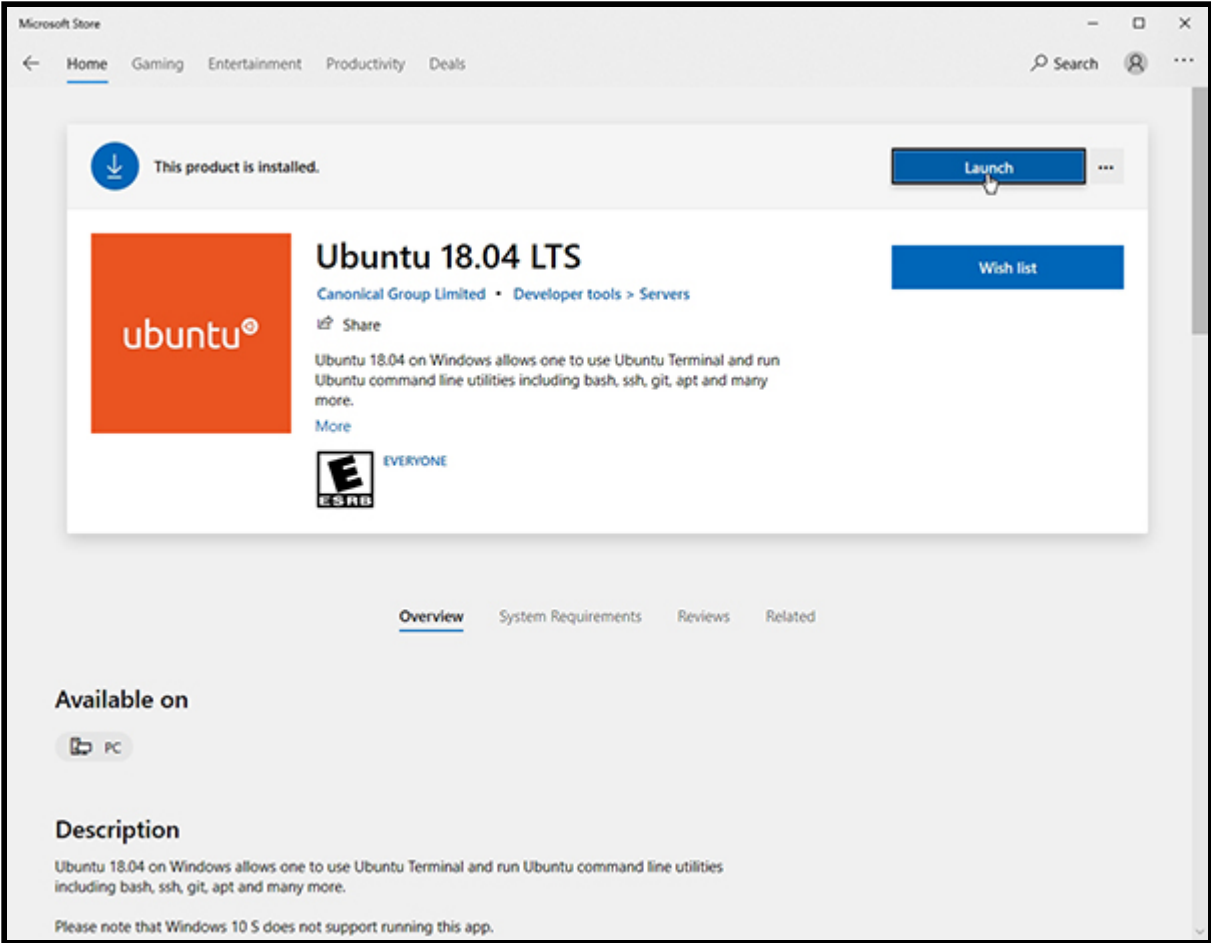 Microsoft Store
Home Gaming Entertainment Productivity Deals Search
This product is installed.
Launch
ubuntu
Ubuntu 18.04 LTS
Wish list
Canonical Group Limited • Developer tools > Servers
Share
Ubuntu 18.04 on Windows allows one to use Ubuntu Terminal and run
Ubuntu command line utilities including bash, ssh, git, apt and many
more.
More
E
ESRB
EVERYONE
Overview System Requirements Reviews Related
Available on
PC
Description
Ubuntu 18.04 on Windows allows one to use Ubuntu Terminal and run Ubuntu command line utilities
including bash, ssh, git, apt and many more.
Please note that Windows 10 S does not support running this app.